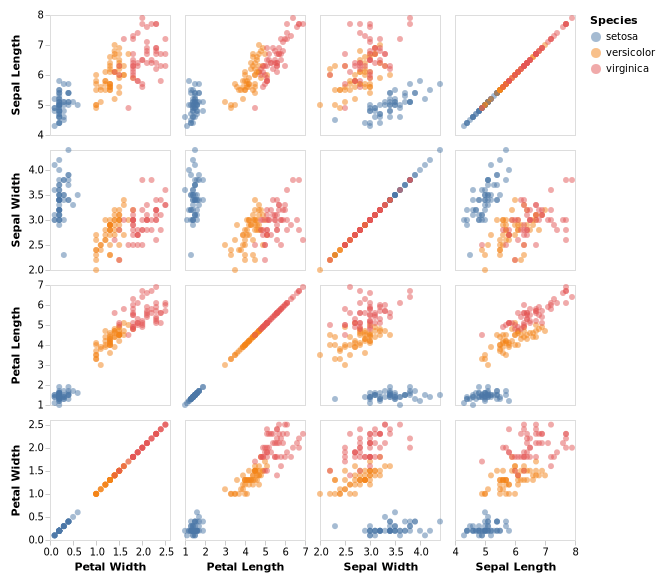 Species
setosa
versicolor
virginica
Sepal Length
8
7
6
5
4
Sepal Width
4.0
3.5
3.0
2.5
2.0
Petal Length
7
6
5
4
3
2
1
Petal Width
2.5
2.0
1.5
1.0
0.5
0.0
0.0 0.5 1.0 1.5 2.0 2.5
1 2 3 4 5 6 7
2.0 2.5 3.0 3.5 4.0
4 5 6 7 8
Petal Width Petal Length Sepal Width Sepal Length